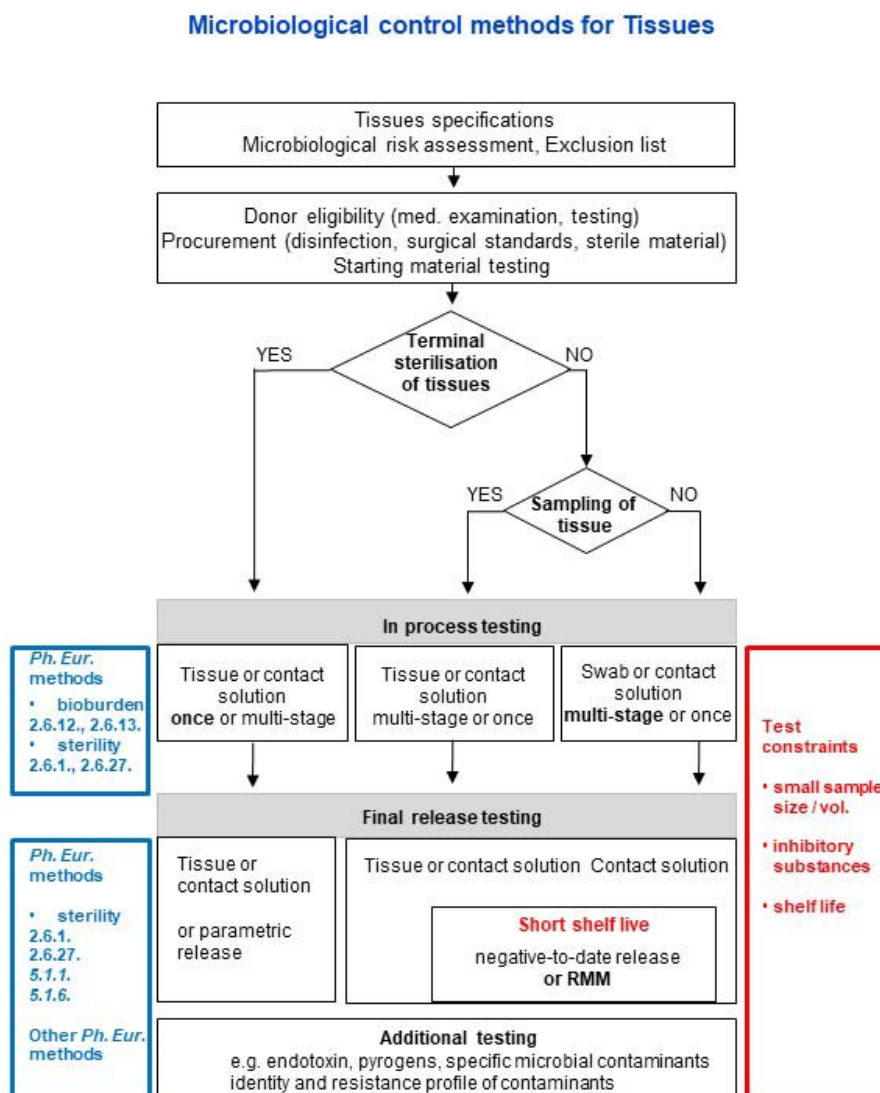 Microbiological control methods for Tissues
Tissues specifications
Microbiological risk assessment, Exclusion list
Donor eligibility (med. examination, testing)
Procurement (disinfection, surgical standards, sterile material)
Starting material testing
YES
Terminal
sterilisation
of tissues
NO
YES
Sampling of
tissue
NO
In process testing
Ph. Eur.
methods
• bioburden
2.6.12., 2.6.13.
• sterility
2.6.1., 2.6.27.
Tissue or contact
solution
once or multi-stage
Tissue or contact
solution
multi-stage or once
Swab or contact
solution
multi-stage or once
Test
constraints
• small sample
size / vol.
• inhibitory
substances
• shelf life
Final release testing
Ph. Eur.
methods
• sterility
2.6.1.
2.6.27.
5.1.1.
5.1.6.
Other Ph. Eur.
methods
Tissue or
contact solution
or parametric
release
Tissue or contact solution Contact solution
Short shelf live
negative-to-date release
or RMM
Additional testing
e.g. endotoxin, pyrogens, specific microbial contaminants
identity and resistance profile of contaminants